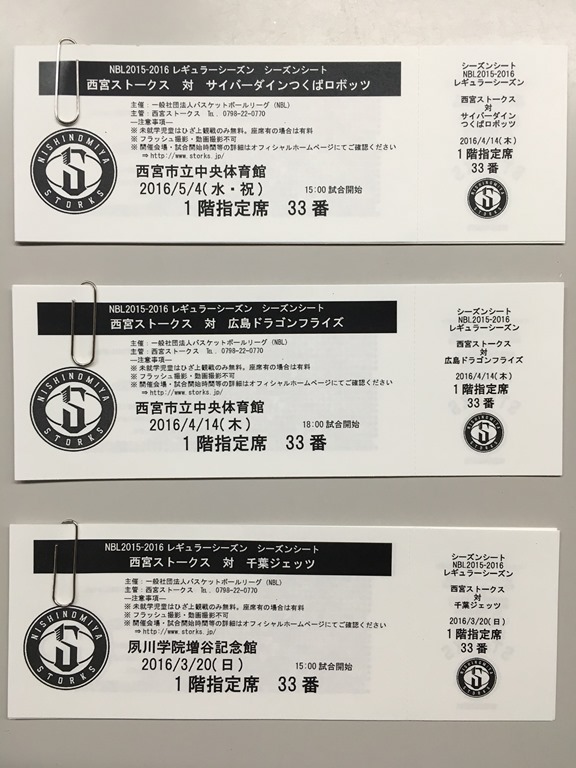 NBL2015-2016 レギュラーシーズン　シーズンシート
西宮ストークス　対　サイバーダインつくばロボッツ
主催：一般社団法人バスケットボールリーグ(NBL)
主管：西宮ストークス　℡. 0798-22-0770
―注意事項―
※ 未就学児童はひざ上観戦のみ無料。座席有の場合は有料
※ フラッシュ撮影・動画撮影不可
※ 開催会場・試合開始時間等の詳細はオフィシャルホームページにてご確認ください
⇒http://www.storks.jp/
NISHINOMIYA
S
STORKS
西宮市立中央体育館
2016/5/4(水・祝)　15:00 試合開始
1階指定席　33番
シーズンシート
NBL2015-2016
レギュラーシーズン
西宮ストークス
対
サイバーダイン
つくばロボッツ
2016/4/14(木)
1階指定席
33番
NISHINOMIYA
S
STORKS
NBL2015-2016 レギュラーシーズン　シーズンシート
西宮ストークス　対　広島ドラゴンフライズ
主催：一般社団法人バスケットボールリーグ(NBL)
主管：西宮ストークス　℡. 0798-22-0770
―注意事項―
※ 未就学児童はひざ上観戦のみ無料。座席有の場合は有料
※ フラッシュ撮影・動画撮影不可
※ 開催会場・試合開始時間等の詳細はオフィシャルホームページにてご確認ください
⇒http://www.storks.jp/
NISHINOMIYA
S
STORKS
西宮市立中央体育館
2016/4/14(木)　18:00 試合開始
1階指定席　33番
シーズンシート
NBL2015-2016
レギュラーシーズン
西宮ストークス
対
広島ドラゴンフライズ
2016/4/14(木)
1階指定席
33番
NISHINOMIYA
S
STORKS
NBL2015-2016 レギュラーシーズン　シーズンシート
西宮ストークス　対　千葉ジェッツ
主催：一般社団法人バスケットボールリーグ(NBL)
主管：西宮ストークス　℡. 0798-22-0770
―注意事項―
※ 未就学児童はひざ上観戦のみ無料。座席有の場合は有料
※ フラッシュ撮影・動画撮影不可
※ 開催会場・試合開始時間等の詳細はオフィシャルホームページにてご確認ください
⇒http://www.storks.jp/
NISHINOMIYA
S
STORKS
夙川学院増谷記念館
2016/3/20(日)　15:00 試合開始
1階指定席　33番
シーズンシート
NBL2015-2016
レギュラーシーズン
西宮ストークス
対
千葉ジェッツ
2016/3/20(日)
1階指定席
33番
NISHINOMIYA
S
STORKS